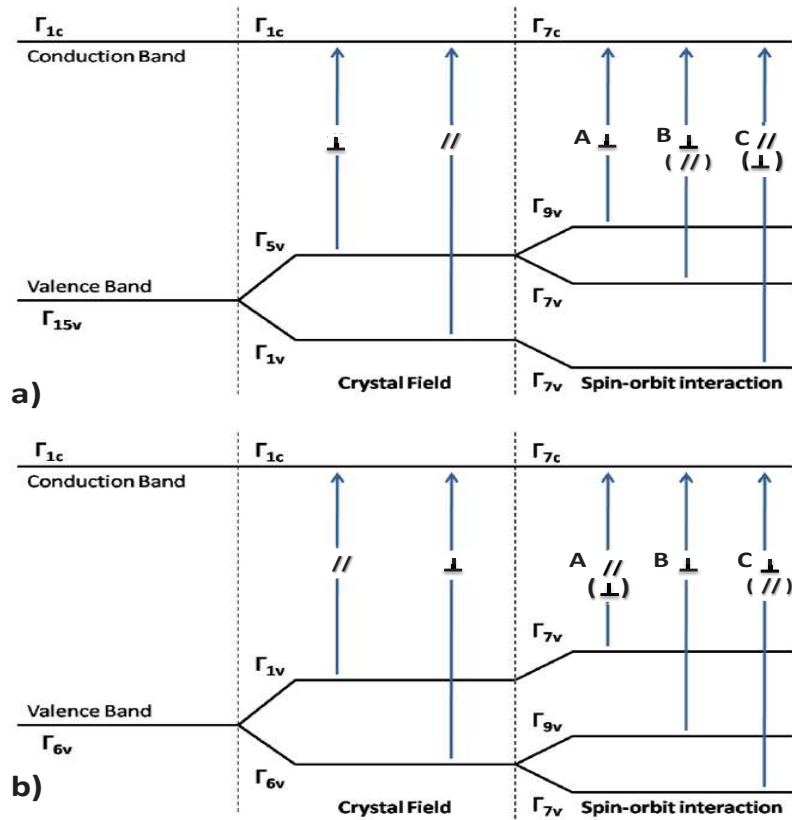 Γ1c Γ1c Γ7c
Conduction Band
⊥ // A ⊥ B ⊥ C //
( // ) (⊥)
Γ9v
Γ5v
Valence Band Γ7v
Γ15v
Γ1v
a) Crystal Field Γ7v Spin-orbit interaction
Γ1c Γ1c Γ7c
Conduction Band
// ⊥ A // B ⊥ C ⊥
(⊥) ( // )
Γ7v
Γ1v
Valence Band Γ9v
Γ6v
Γ6v
b) Crystal Field Γ7v Spin-orbit interaction